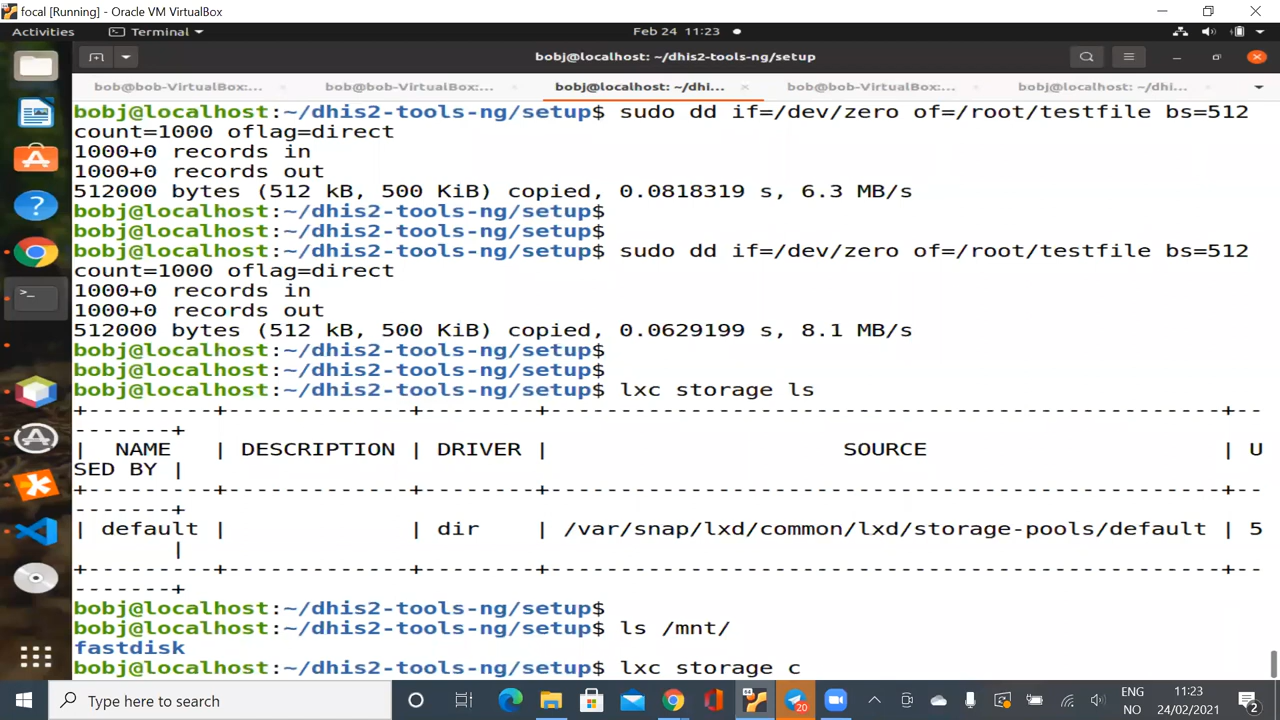 focal [Running] - Oracle VM VirtualBox
Activities Terminal Feb 24 11:23
bobj@localhost: ~/dhis2-tools-ng/setup
bob@bob-VirtualBox:... bob@bob-VirtualBox:... bobj@localhost: ~/dhi... bob@bob-VirtualBox:... bobj@localhost: ~/dhi...
bobj@localhost:~/dhis2-tools-ng/setup$ sudo dd if=/dev/zero of=/root/testfile bs=512
count=1000 oflag=direct
1000+0 records in
1000+0 records out
512000 bytes (512 kB, 500 KiB) copied, 0.0818319 s, 6.3 MB/s
bobj@localhost:~/dhis2-tools-ng/setup$
bobj@localhost:~/dhis2-tools-ng/setup$
bobj@localhost:~/dhis2-tools-ng/setup$ sudo dd if=/dev/zero of=/root/testfile bs=512
count=1000 oflag=direct
1000+0 records in
1000+0 records out
512000 bytes (512 kB, 500 KiB) copied, 0.0629199 s, 8.1 MB/s
bobj@localhost:~/dhis2-tools-ng/setup$
bobj@localhost:~/dhis2-tools-ng/setup$
bobj@localhost:~/dhis2-tools-ng/setup$ lxc storage ls
+---------+-------------+--------+------------------------------------------------+--
-------+
| NAME | DESCRIPTION | DRIVER | SOURCE | U
SED BY |
+---------+-------------+--------+------------------------------------------------+--
-------+
| default | | dir | /var/snap/lxd/common/lxd/storage-pools/default | 5
|
+---------+-------------+--------+------------------------------------------------+--
-------+
bobj@localhost:~/dhis2-tools-ng/setup$
bobj@localhost:~/dhis2-tools-ng/setup$ ls /mnt/
fastdisk
bobj@localhost:~/dhis2-tools-ng/setup$ lxc storage c
Type here to search
20
ENG
NO
11:23
24/02/2021
2